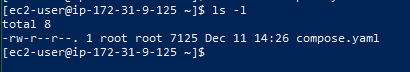 [ec2-user@ip-172-31-9-125 ~]$ ls -l
total 8
-rw-r--r--. 1 root root 7125 Dec 11 14:26 compose.yaml
[ec2-user@ip-172-31-9-125 ~]$